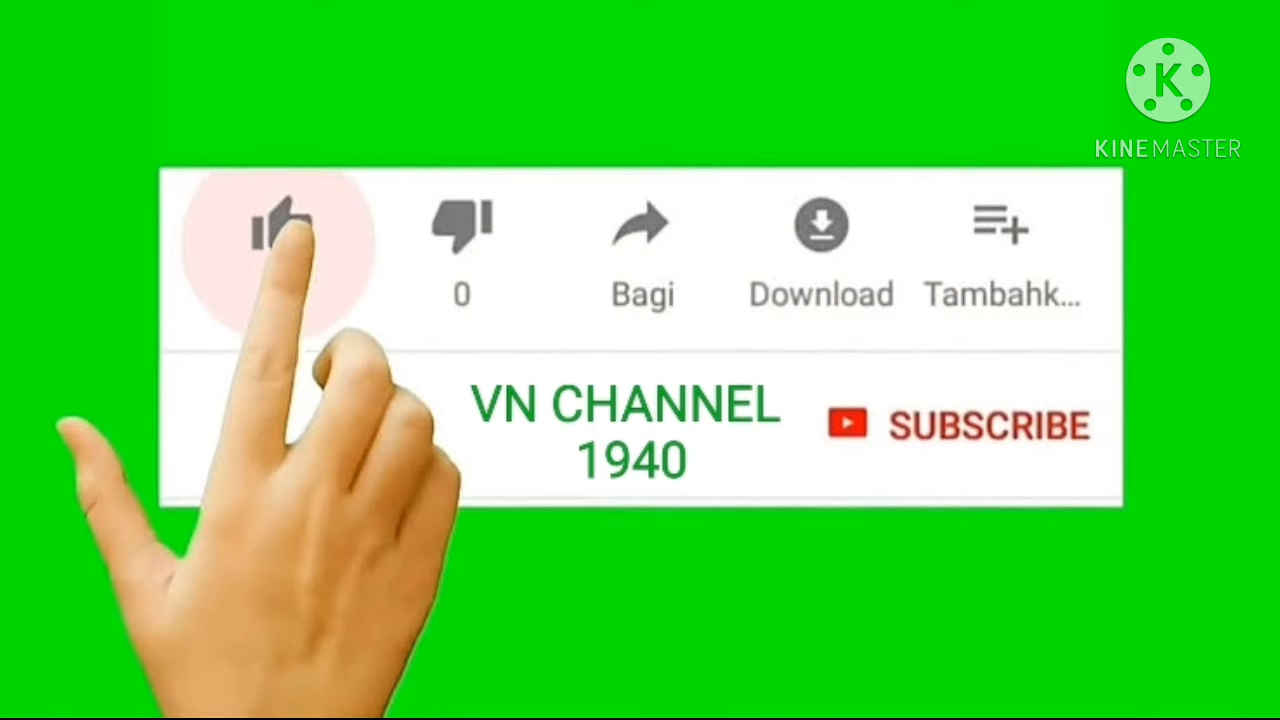 K
KINEMASTER
0 Bagi Download Tambahk...
VN CHANNEL
1940
SUBSCRIBE